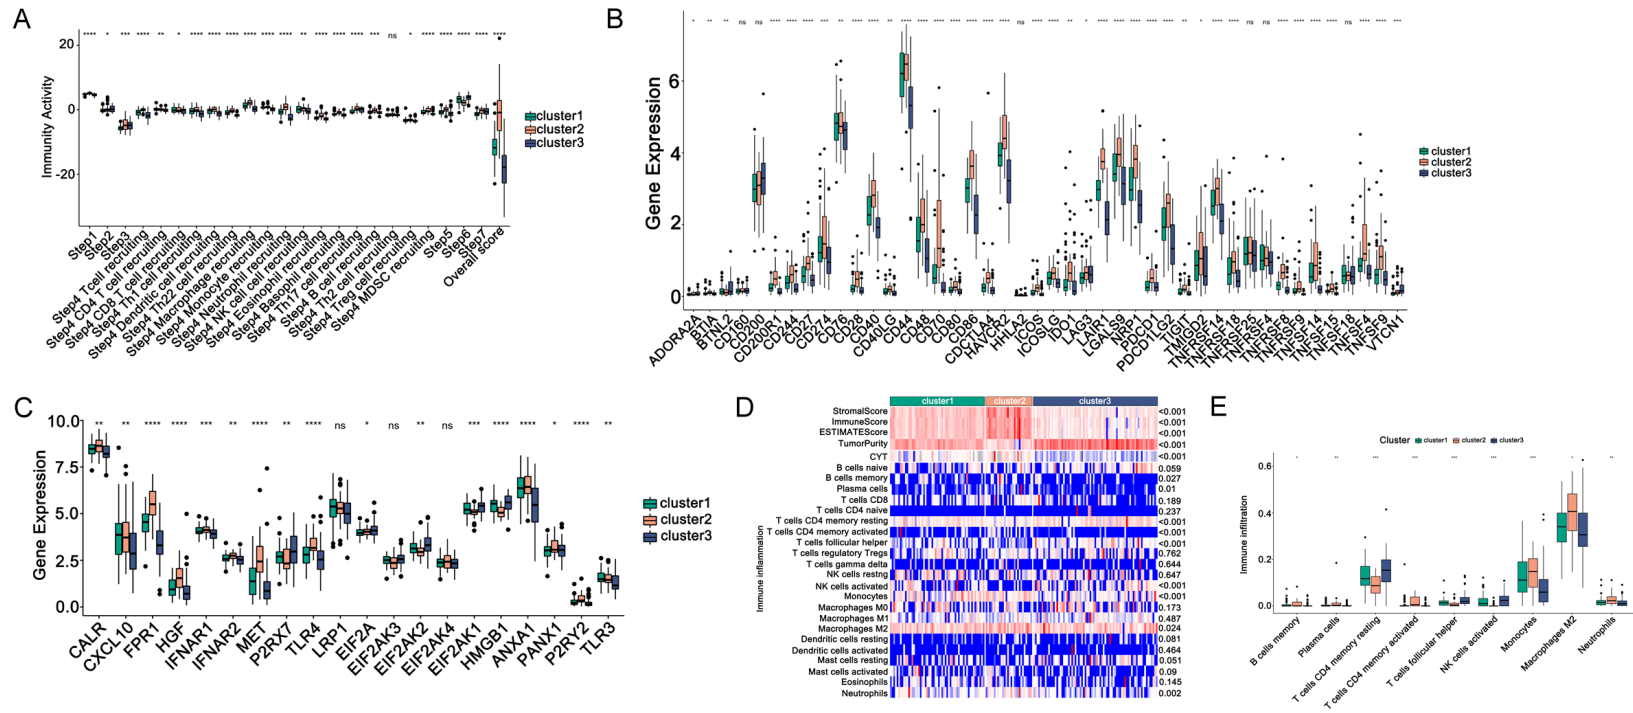 A
**** * *** **** ** * **** **** **** **** **** **** ** **** **** **** *** ns * **** **** **** **** ****
20
0
-20
Immunity Activity
cluster1
cluster2
cluster3
Step1
Step2
Step3
Step4 Tcell recruiting
Step4 CD4 T cell recruiting
Step4 CD8 T cell recruiting
Step4 Th1 cell recruiting
Step4 Dendritic cell recruiting
Step4 Th22 cell recruiting
Step4 Macrophage recruiting
Step4 Monocyte recruiting
Step4 Neutrophil recruiting
Step4 NK cell recruiting
Step4 Eosinophil recruiting
Step4 Basophil recruiting
Step4 Th17 cell recruiting
Step4 B cell recruiting
Step4 Th2 cell recruiting
Step4 Treg cell recruiting
Step4 MDSC recruiting
Step5
Step6
Step7
Overall score
B
Gene Expression
6
4
2
0
cluster1
cluster2
cluster3
ADORA2A
BTLA
BTNL2
CD160
CD200
CD200R1
CD244
CD27
CD274
CD276
CD28
CD40
CD40LG
CD44
CD48
CD70
CD80
CD86
CTLA4
HAVCR2
HHLA2
ICOS
ICOSLG
IDO1
LAG3
LAIR1
LGALS9
NRP1
PDCD1
PDCD1LG2
TIGIT
TMIGD2
TNFRSF14
TNFRSF18
TNFRSF25
TNFRSF4
TNFRSF8
TNFRSF9
TNFSF14
TNFSF15
TNFSF18
TNFSF4
TNFSF9
VTCN1
C
** ** **** **** *** ** **** ** **** ns * ns ** ns *** **** **** * **** **
Gene Expression
10.0
7.5
5.0
2.5
0.0
cluster1
cluster2
cluster3
CALR
CXCL10
FPR1
HGF
IFNAR1
IFNAR2
MET
P2RX7
TLR4
LRP1
EIF2A
EIF2AK3
EIF2AK2
EIF2AK4
EIF2AK1
HMGB1
ANXA1
PANX1
P2RY2
TLR3
D
cluster1 cluster2 cluster3
Immune inflammation
StromalScore <0.001
ImmuneScore <0.001
ESTIMATEScore <0.001
TumorPurity <0.001
CYT <0.001
B cells naive 0.059
B cells memory 0.027
Plasma cells 0.01
T cells CD8 0.189
T cells CD4 naive 0.237
T cells CD4 memory resting <0.001
T cells CD4 memory activated <0.001
T cells follicular helper <0.001
T cells regulatory Tregs 0.762
T cells gamma delta 0.644
NK cells restng 0.647
NK cells activated <0.001
Monocytes <0.001
Macrophages M0 0.173
Macrophages M1 0.487
Macrophages M2 0.024
Dendritic cells resting 0.081
Dendritic cells activated 0.464
Mast cells resting 0.051
Mast cells activated 0.09
Eosinophils 0.145
Neutrophils 0.002
E
Cluster cluster1 cluster2 cluster3
Immune infiltration
0.6
0.4
0.2
0.0
B cells memory
Plasma cells
T cells CD4 memory resting
T cells CD4 memory activated
T cells follicular helper
NK cells activated
Monocytes
Macrophages M2
Neutrophils